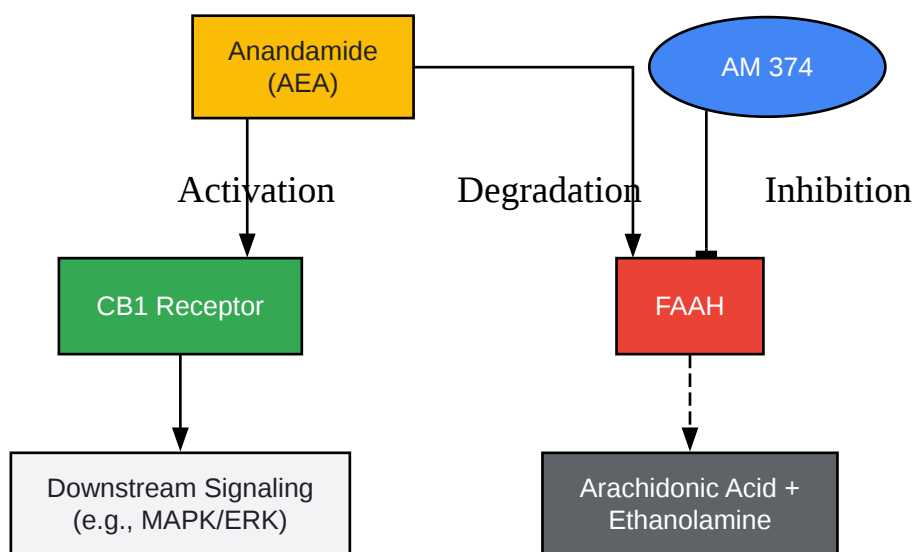 Anandamide
(AEA)
AM 374
Activation
Degradation
Inhibition
CB1 Receptor
FAAH
Downstream Signaling
(e.g., MAPK/ERK)
Arachidonic Acid +
Ethanolamine